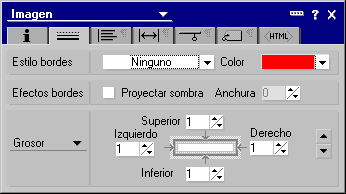 Imagen ? X
i ¶ ¶ ¶ ¶ <HTML>
Estilo bordes Ninguno Color
Efectos bordes Proyectar sombra Anchura 0
Superior 1
Izquierdo Derecho
Grosor 1 1
Inferior 1